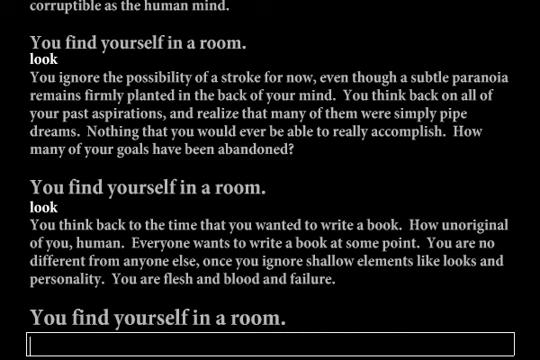 corruptible as the human mind.
You find yourself in a room.
look
You ignore the possibility of a stroke for now, even though a subtle paranoia
remains firmly planted in the back of your mind.  You think back on all of
your past aspirations, and realize that many of them were simply pipe
dreams.  Nothing that you would ever be able to really accomplish.  How
many of your goals have been abandoned?
You find yourself in a room.
look
You think back to the time that you wanted to write a book.  How unoriginal
of you, human.  Everyone wants to write a book at some point.  You are no
different from anyone else, once you ignore shallow elements like looks and
personality.  You are flesh and blood and failure.
You find yourself in a room.